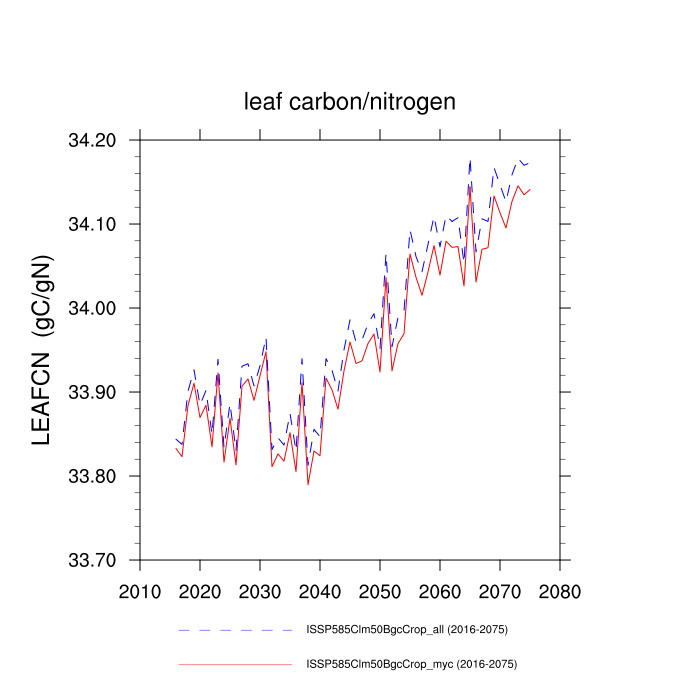 leaf carbon/nitrogen
LEAFCN (gC/gN)
34.20
34.10
34.00
33.90
33.80
33.70
2010 2020 2030 2040 2050 2060 2070 2080
ISSP585Clm50BgcCrop_all (2016-2075)
ISSP585Clm50BgcCrop_myc (2016-2075)